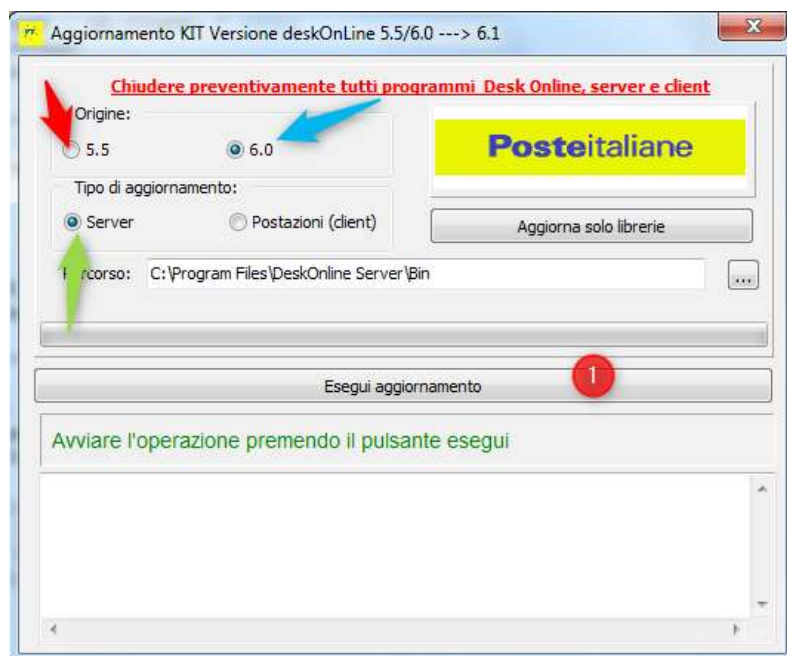 Aggiornamento KIT Versione deskOnLine 5.5/6.0 ---> 6.1
Chiudere preventivamente tutti programmi Desk Online, server e client
Origine:
5.5 6.0
Posteitaliane
Tipo di aggiornamento:
Server Postazioni (client)
Aggiorna solo librerie
Percorso: C:\Program Files\DeskOnline Server\Bin ...
Esegui aggiornamento 1
Avviare l'operazione premendo il pulsante esegui